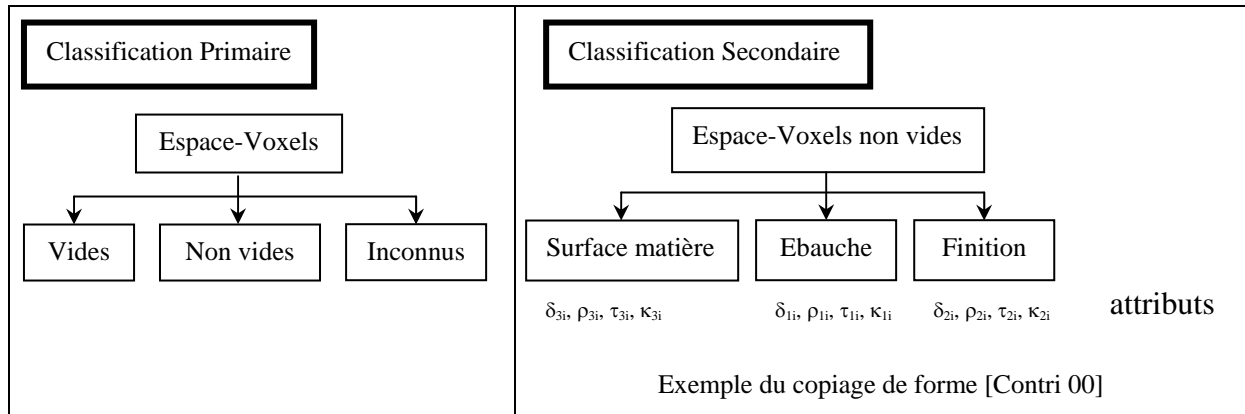 Classification Primaire
Espace-Voxels
Vides
Non vides
Inconnus
Classification Secondaire
Espace-Voxels non vides
Surface matière
Ebauche
Finition
δ3i, ρ3i, τ3i, κ3i
δ1i, ρ1i, τ1i, κ1i
δ2i, ρ2i, τ2i, κ2i
attributs
Exemple du copiage de forme [Contri 00]